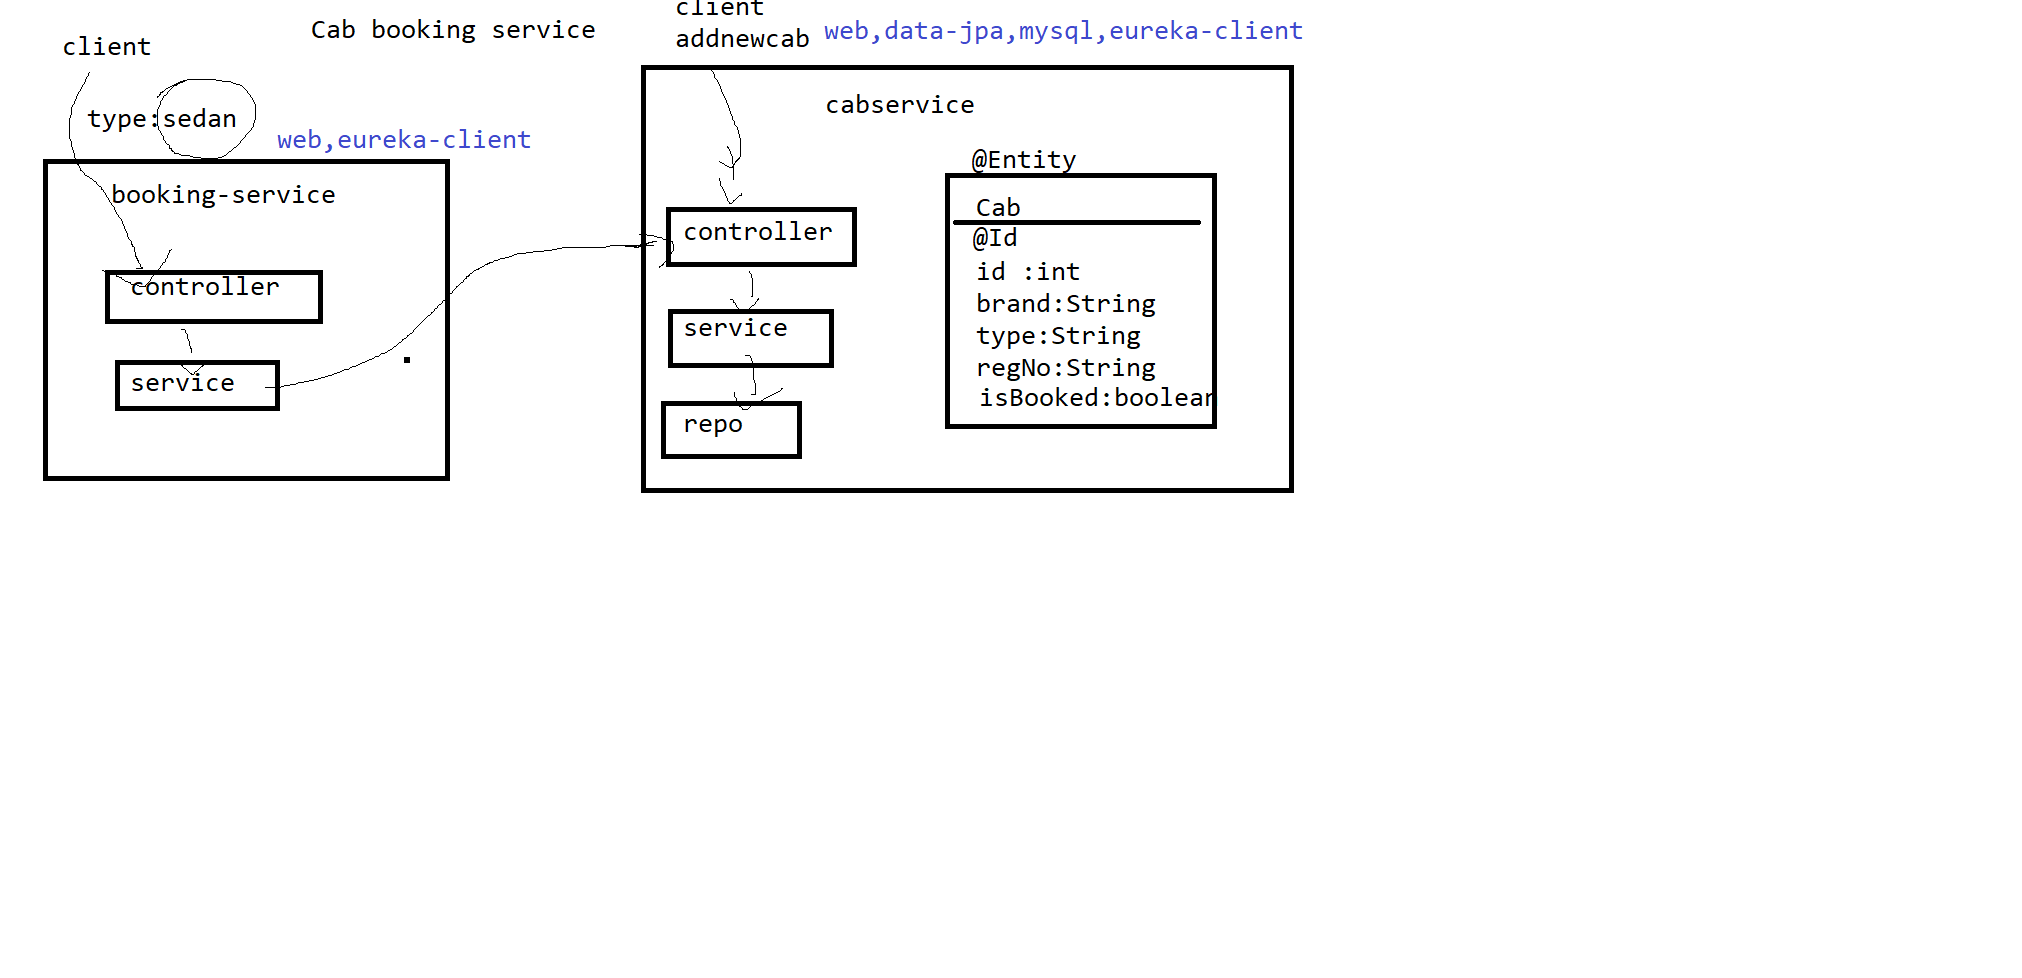 client
Cab booking service
client
addnewcab
web,data-jpa,mysql,eureka-client
type:sedan
web,eureka-client
booking-service
controller
service
cabservice
controller
service
repo
@Entity
Cab
@Id
id :int
brand:String
type:String
regNo:String
isBooked:boolean